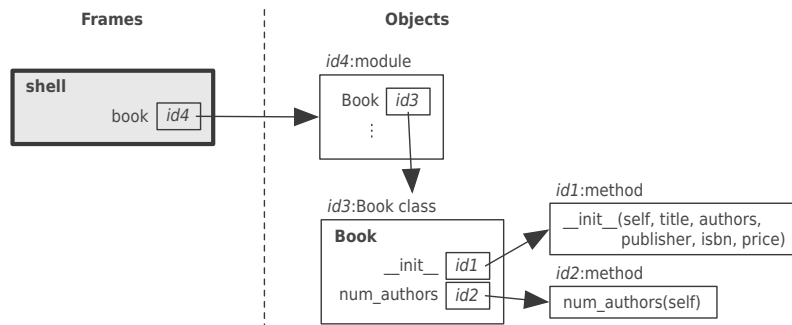 Frames
Objects
shell
book id4
id4:module
Book id3
⋮
id3:Book class
Book
__init__ id1
num_authors id2
id1:method
__init__(self, title, authors,
publisher, isbn, price)
id2:method
num_authors(self)